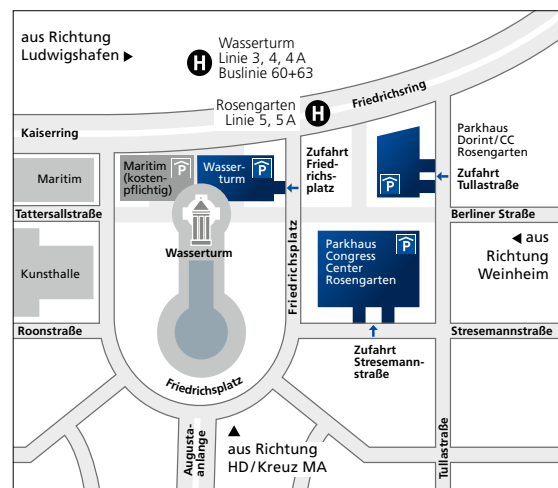 aus Richtung
Ludwigshafen ▶
H
Wasserturm
Linie 3, 4, 4 A
Buslinie 60+63
Rosengarten
Linie 5, 5 A
H
Friedrichsring
Kaiserring
Maritim
Maritim
(kosten-
pflichtig)
P
Wasser-
turm
P
Zufahrt
Fried-
richs-
platz
P
Parkhaus
Dorint/CC
Rosengarten
Zufahrt
Tullastraße
Tattersallstraße
Berliner Straße
Wasserturm
Friedrichsplatz
Kunsthalle
Parkhaus
Congress
Center
Rosengarten
P
◀ aus
Richtung
Weinheim
Roonstraße
Stresemannstraße
Zufahrt
Stresemann-
straße
Friedrichsplatz
Augusta-
anlange
▲
aus Richtung
HD/Kreuz MA
Tullastraße